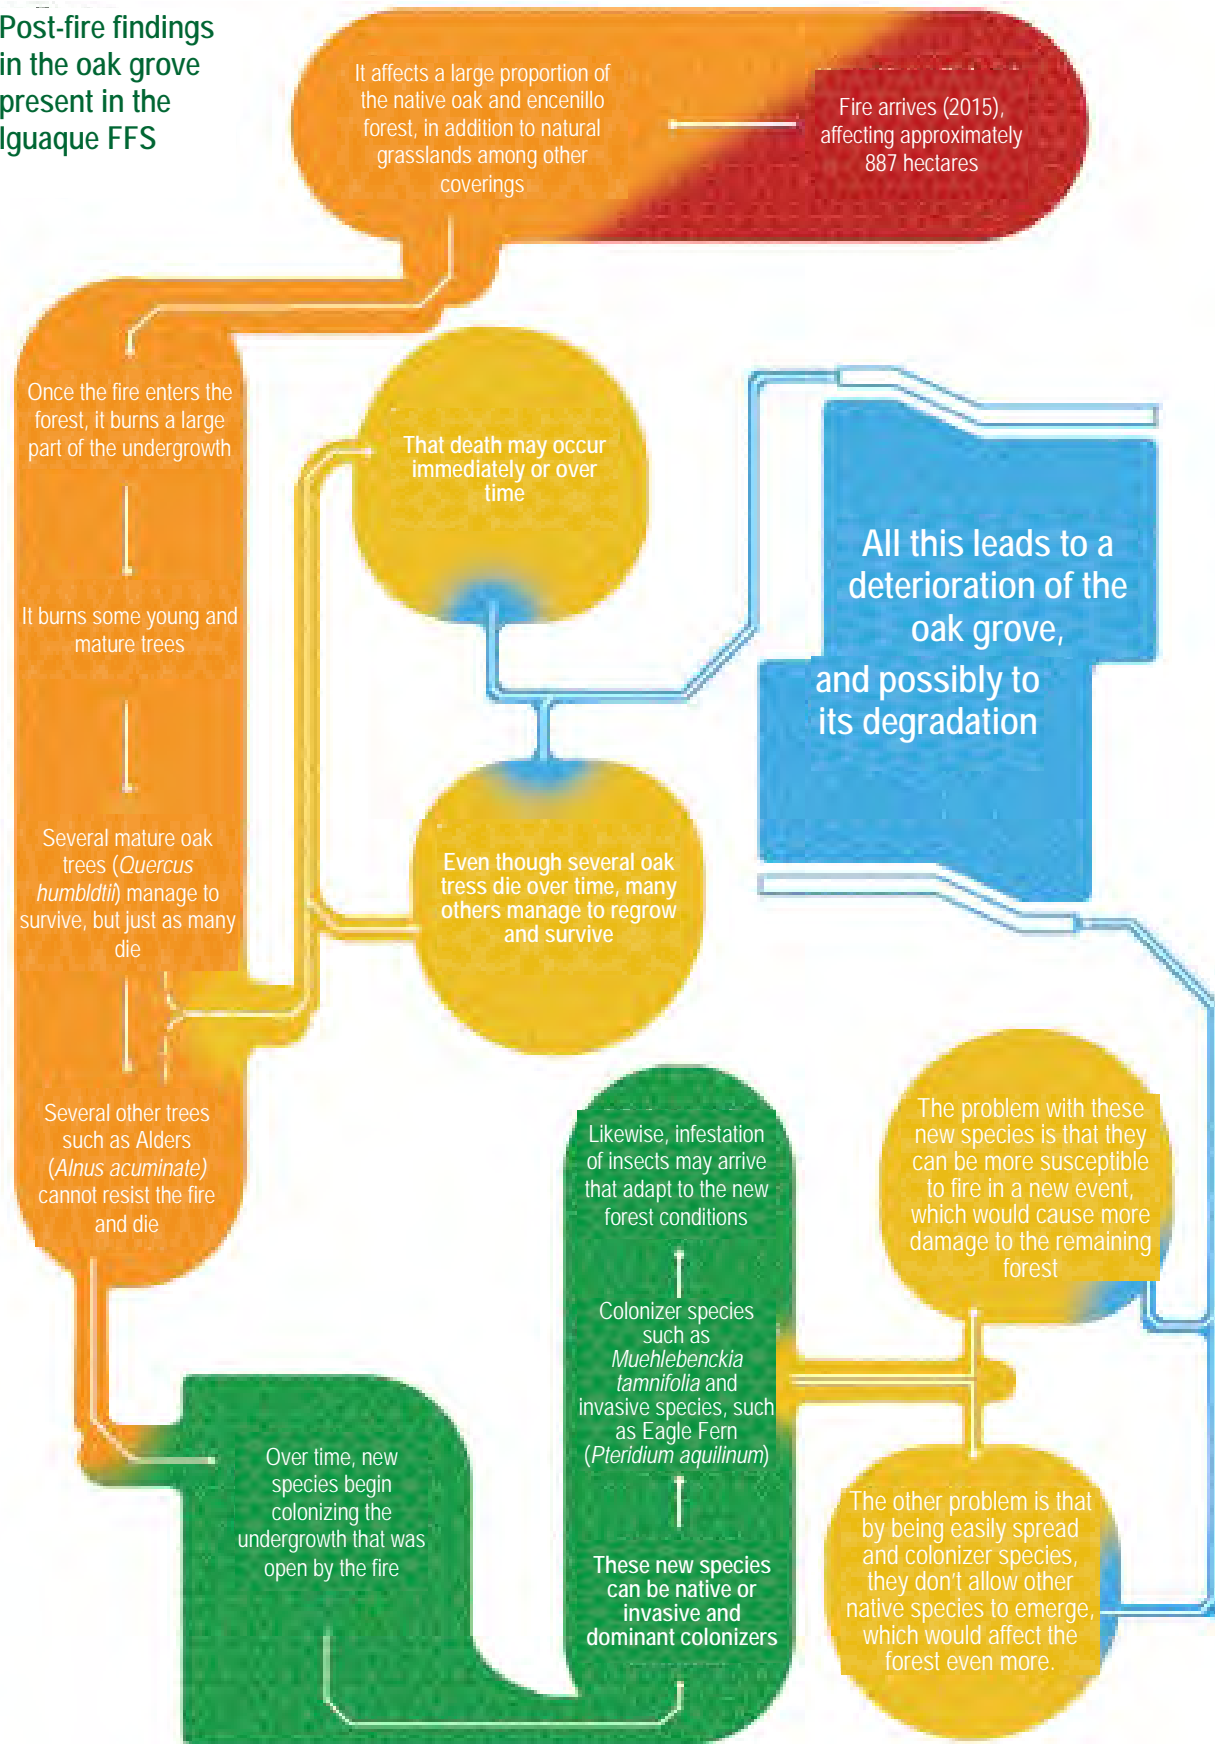 Post-fire findings
in the oak grove
present in the
Iguaque FFS
Fire arrives (2015),
affecting approximately
887 hectares
It affects a large proportion of
the native oak and encenillo
forest, in addition to natural
grasslands among other
coverings
Once the fire enters the
forest, it burns a large
part of the undergrowth
It burns some young and
mature trees
Several mature oak
trees (Quercus
humbldtii) manage to
survive, but just as many
die
Several other trees
such as Alders
(Alnus acuminate)
cannot resist the fire
and die
That death may occur
immediately or over
time
Even though several oak
tress die over time, many
others manage to regrow
and survive
All this leads to a
deterioration of the
oak grove,
and possibly to
its degradation
Over time, new
species begin
colonizing the
undergrowth that was
open by the fire
These new species
can be native or
invasive and
dominant colonizers
Colonizer species
such as
Muehlebenckia
tamnifolia and
invasive species, such
as Eagle Fern
(Pteridium aquilinum)
Likewise, infestation
of insects may arrive
that adapt to the new
forest conditions
The problem with these
new species is that they
can be more susceptible
to fire in a new event,
which would cause more
damage to the remaining
forest
The other problem is that
by being easily spread
and colonizer species,
they don't allow other
native species to emerge,
which would affect the
forest even more.